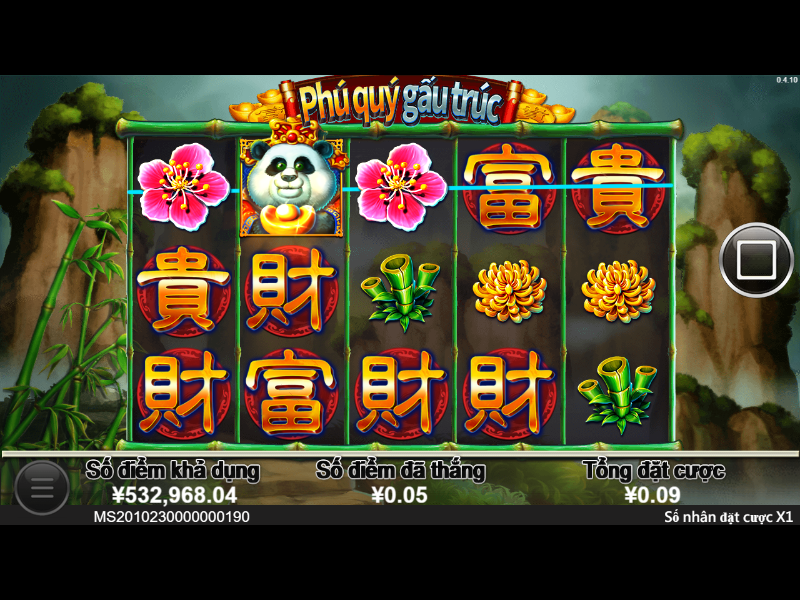 0.4.10
Phú quý gấu trúc
富 貴
貴 財
財 富 財 財
Số điểm khả dụng Số điểm đã thắng Tổng đặt cược
¥532,968.04 ¥0.05 ¥0.09
MS2010230000000190 Số nhân đặt cược X1